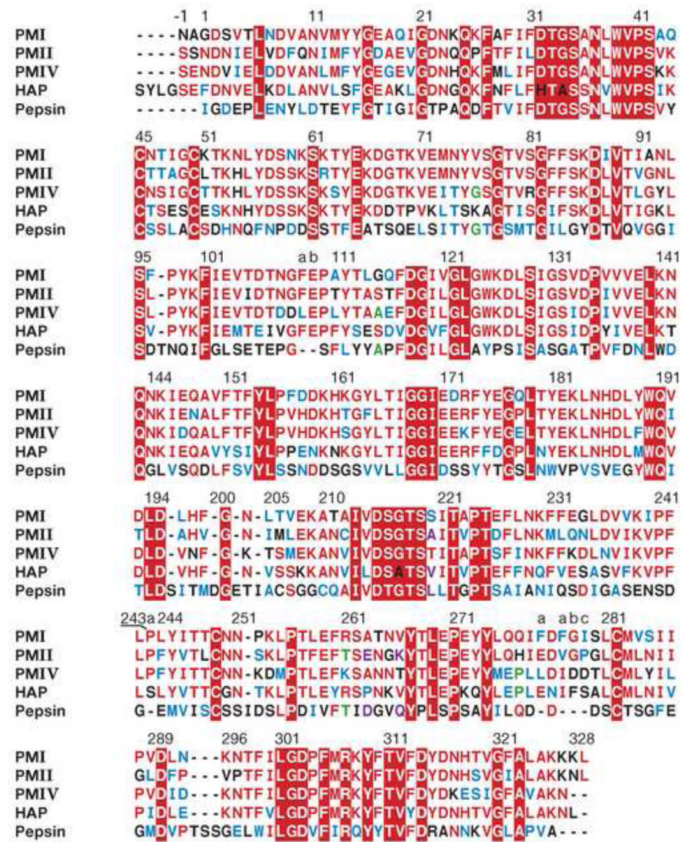 -1 1 11 21 31 41
PMI ----NAGDSVTLNDVANVMYYGEAQIGDNKQKFAFIFDTGSANLWVPSAQ
PMII ----SSNDNIELVDFQNIMFYGDAEVGDNQQPFTFILDTGSANLWVPSVK
PMIV ----SENDVIELDDVANLMFYGEGEVGDNHQKFMLIFDTGSANLWVPSKK
HAP SYLGSEFDNVELKDLANVLSFGEAKLGDNGQKFNFLFHTASSNVWVPSIK
Pepsin -----IGDEPLENYLDTEYFGTIGIGTPAQDFTVIFDTGSSNLWVPSVY
45 51 61 71 81 91
PMI CNTIGCKTKNLYDSNKSKTYEKDGTKVEMNYVSGTVSGFFSKDIVTIANL
PMII CTTAGCLTKHLYDSSKSRTYEKDGTKVEMNYVSGTVSGFFSKDLVTVGNL
PMIV CNSIGCTTKHLYDSSKSKSYEKDGTKVEITYGSGTVRGFFSKDLVTLGYL
HAP CTSESCESKNHYDSSKSKTYEKDDTPVKLTSKAGTISGIFSKDLVTIGKL
Pepsin CSSLACSDHNQFNPDDSSTFEATSQELSITYGTGSMTGILGYDTVQVGGI
95 101 ab 111 121 131 141
PMI SF-PYKFIEVTDTNGFEPAYTLGQFDGIVGLGWKDLSIGSVDPVVVELKN
PMII SL-PYKFIEVIDTNGFEPTYTASTFDGILGLGWKDLSIGSVDPIVVELKN
PMIV SL-PYKFIEVTDTDDLEPLYTAAEFDGILGLGWKDLSIGSVDPIVVELKN
HAP SV-PYKFIEMTEIVGFEPFYSESDVDGVFGLGWKDLSIGSIDPYIVELKT
Pepsin SDTNQIFGLSETEPG--SFLYYAPFDGILGLAYPSISASGATPVFDNLWD
144 151 161 171 181 191
PMI QNKIEQAVFTFYLPFDDKHKGYLTIGGIEDRFYEGQLTYEKLNHDLYWQV
PMII QNKIENALFTFYLPVHDKHTGFLTIGGIEERFYEGPLTYEKLNHDLYWQI
PMIV QNKIDQALFTFYLPVHDKHSGYLTIGGIEEKFYEGELTYEKLNHDLFWQV
HAP QNKIEQAVYSIYLPPENKNKGYLTIGGIEERFFDGPLNYEKLNHDLMWQV
Pepsin QGLVSQDLFSVYLSSNDDSGSVVLLGGIDSSYYTGSLNWVPVSVEGYWQI
194 200 205 210 221 231 241
PMI DLD-LHF-G-N-LTVEKATAIVDSGTSSITAPTEFLNKFFEGLDVVKIPF
PMII TLD-AHV-G-N-IMLEKANCIVDSGTSAITVPTDFLNKMLQNLDVIKVPF
PMIV DLD-VNF-G-K-TSMEKANVIVDSGTSTITAPTSFINKFFKDLNVIKVPF
HAP DLD-VHF-G-N-VSSKKANVILDSATSVITVPTEFFNQFVESASVFKVPF
Pepsin TLDSITMDGETIACSGGCQAIVDTGTSLLTGPTSAIANIQSDIGASENSD
243a 244 251 261 271 a abc 281
PMI LPLYITTCNN-PKLPTLEFRSATNVYTLEPEYYLQQIFDFGISLCMVSII
PMII LPFYVTLCNN-SKLPTFEFTSENGKYTLEPEYYLQHIEDVGPGLCMLNII
PMIV LPFYITTCNN-KDMPTLEFKSANNTYTLEPEYYMEPLLDIDDTLCMLYIL
HAP LSLYVTTCGN-TKLPTLEYRSPNKVYTLEPKQYLEPLENIFSALCMLNIV
Pepsin G-EMVISCSSIDSLPDIVFTIDGVQYPLSPSAYILQD-D---DSCTSGFE
289 296 301 311 321 328
PMI PVDLN---KNTFILGDPFMRKYFTVFDYDNHTVGFALAKKKL
PMII GLDFP---VPTFILGDPFMRKYFTVFDYDNHSVGIALAKKNL
PMIV PVDID---KNTFILGDPFMRKYFTVFDYDKESIGFAVAKN--
HAP PIDLE---KNTFVLGDPFMRKYFTVYDYDNHTVGFALAKNL-
Pepsin GMDVPTSSGELWILGDVFIRQYYTVFDRANNKVGLAPVA---